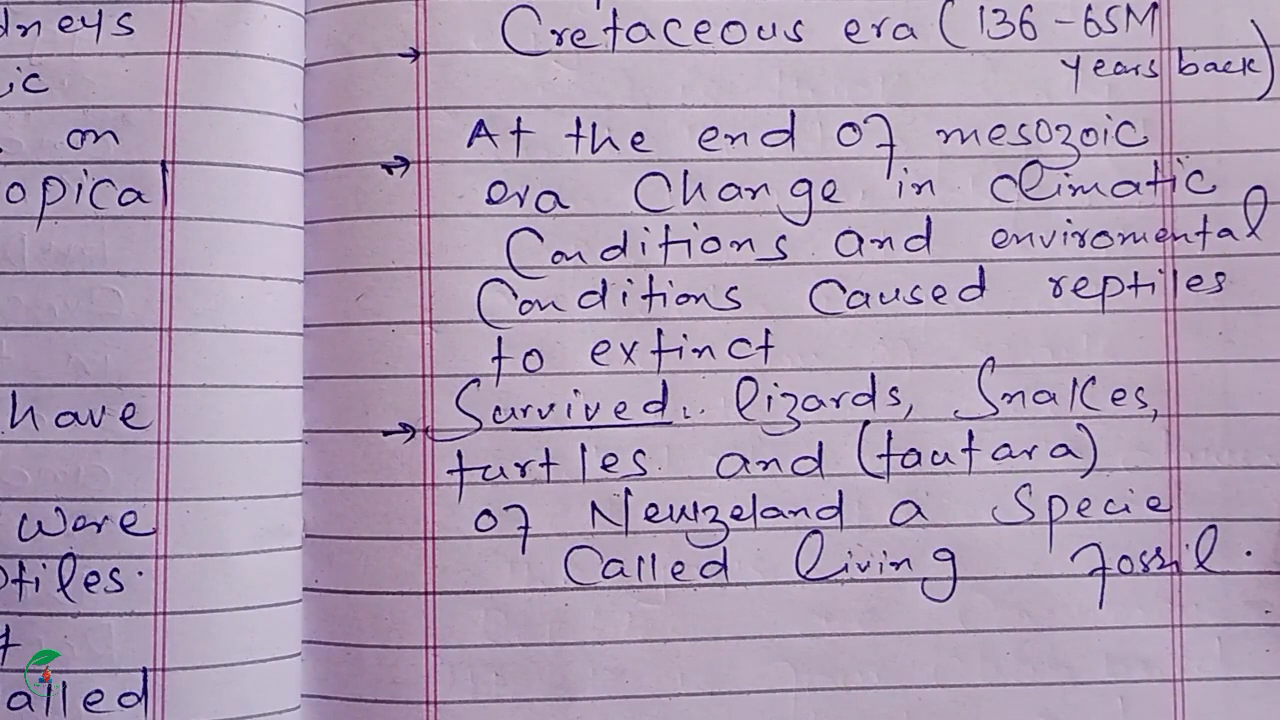 dneys
ic
on
opical
have
were
ptiles.
t
alled
→ Cretaceous era (136-65M
years back)
→ At the end of mesozoic
era Change in climatic
Conditions and enviromental
Conditions Caused reptiles
to extinct
→ Survived:. lizards, Snakes,
turtles. and (tautara)
of Newzeland a specie
Called living fossil.